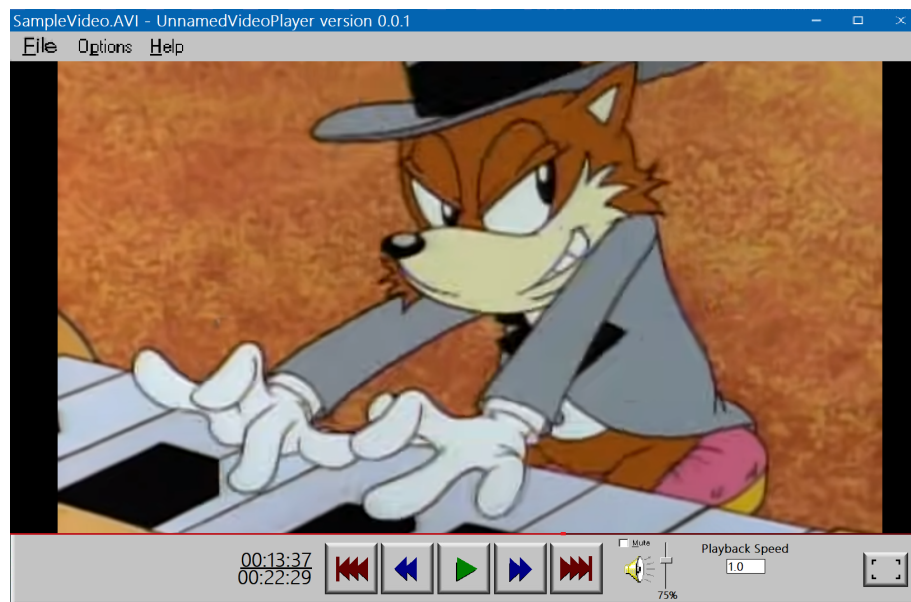 SampleVideo.AVI - UnnamedVideoPlayer version 0.0.1
File Options Help
00:13:37
00:22:29
Mute
75%
Playback Speed
1.0